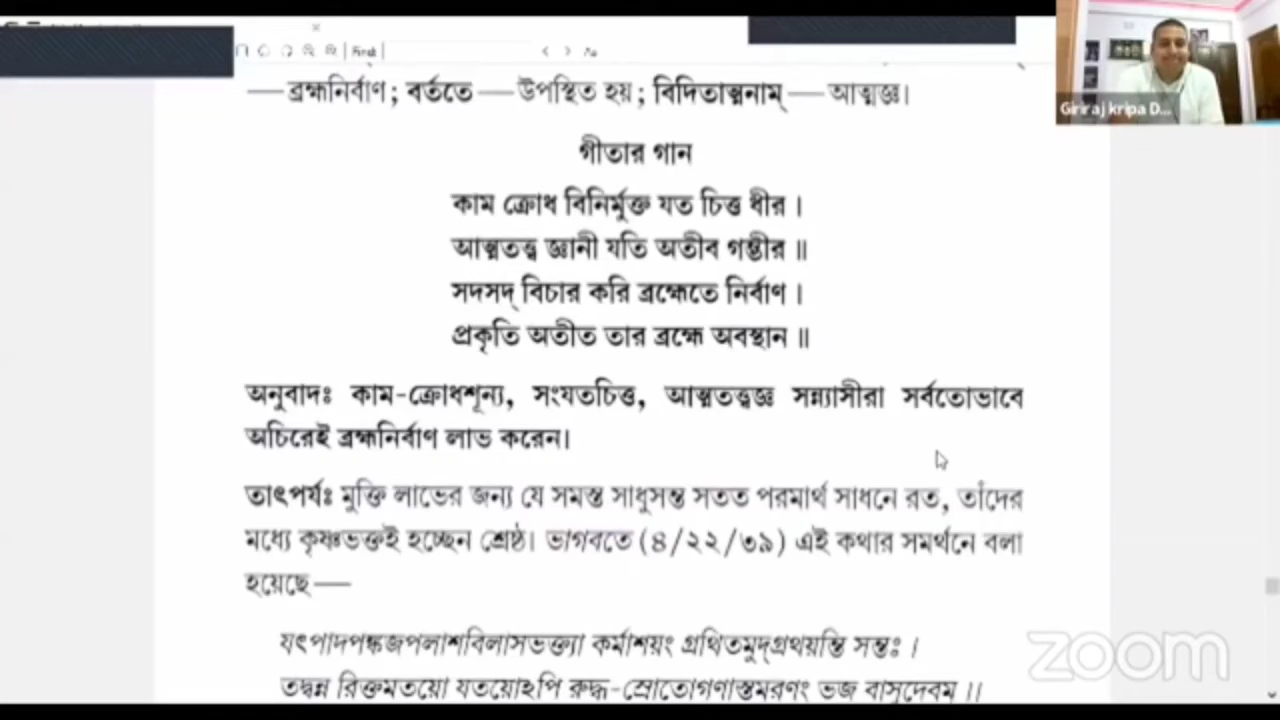 Find
Giriraj kripa D...
—ব্রহ্মনির্বাণ; বর্ততে—উপস্থিত হয়; বিদিতাত্মনাম্—আত্মজ্ঞ।
গীতার গান
কাম ক্রোধ বিনির্মুক্ত যত চিত্ত ধীর।
আত্মতত্ত্ব জ্ঞানী যতি অতীব গম্ভীর॥
সদসদ্ বিচার করি ব্রহ্মেতে নির্বাণ।
প্রকৃতি অতীত তার ব্রহ্মে অবস্থান॥
অনুবাদঃ কাম-ক্রোধশূন্য, সংযতচিত্ত, আত্মতত্ত্বজ্ঞ সন্ন্যাসীরা সর্বতোভাবে
অচিরেই ব্রহ্মনির্বাণ লাভ করেন।
তাৎপর্যঃ মুক্তি লাভের জন্য যে সমস্ত সাধুসন্ত সতত পরমার্থ সাধনে রত, তাঁদের
মধ্যে কৃষ্ণভক্তই হচ্ছেন শ্রেষ্ঠ। ভাগবতে (৪/২২/৩৯) এই কথার সমর্থনে বলা
হয়েছে—
যৎপাদপঙ্কজপলাশবিলাসভক্ত্যা কর্মাশয়ং গ্রথিতমুদ্‌গ্রথয়ন্তি সন্তঃ।
তদ্বন্ন রিক্তমতয়ো যতয়োঽপি রুদ্ধ-স্রোতোগণাস্তমরণং ভজ বাসুদেবম্॥
zoom